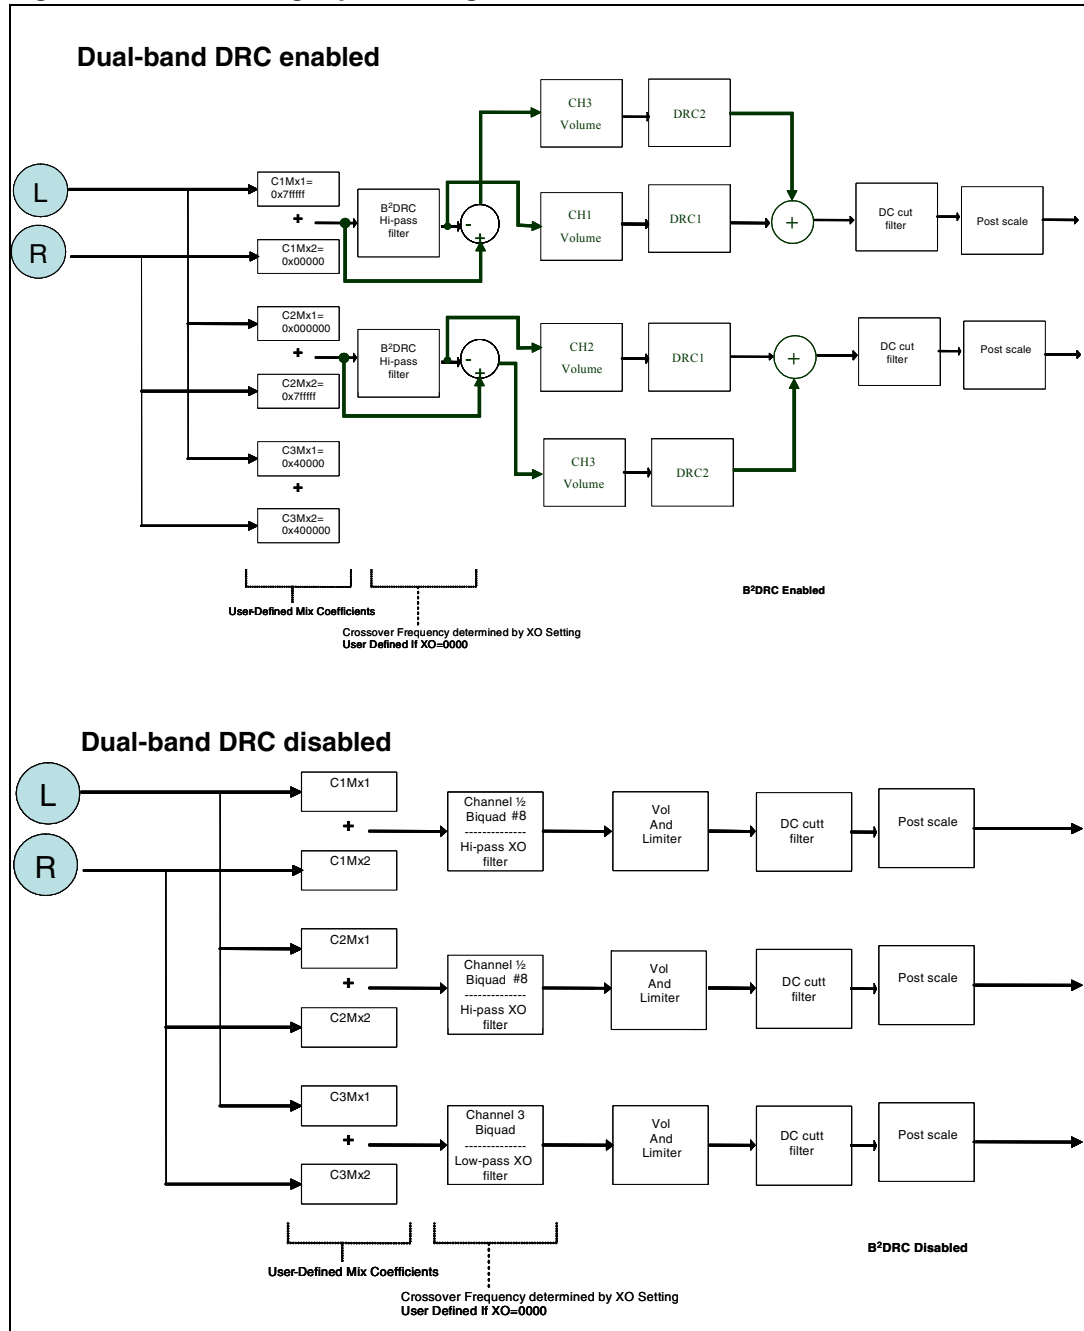 Dual-band DRC enabled
CH3
Volume
DRC2
L
C1Mx1=
0x7fffff
+
B²DRC
Hi-pass
filter
-
+
CH1
Volume
DRC1
+
DC cut
filter
Post scale
R
C1Mx2=
0x00000
C2Mx1=
0x000000
+
B²DRC
Hi-pass
filter
-
+
CH2
Volume
DRC1
+
DC cut
filter
Post scale
C2Mx2=
0x7fffff
C3Mx1=
0x40000
+
CH3
Volume
DRC2
C3Mx2=
0x400000
User-Defined Mix Coefficients
B²DRC Enabled
Crossover Frequency determined by XO Setting
User Defined If XO=0000
Dual-band DRC disabled
L
C1Mx1
+
Channel ½
Biquad #8
--------------
Hi-pass XO
filter
Vol
And
Limiter
DC cutt
filter
Post scale
R
C1Mx2
C2Mx1
+
Channel ½
Biquad #8
--------------
Hi-pass XO
filter
Vol
And
Limiter
DC cutt
filter
Post scale
C2Mx2
C3Mx1
+
Channel 3
Biquad
--------------
Low-pass XO
filter
Vol
And
Limiter
DC cutt
filter
Post scale
C3Mx2
B²DRC Disabled
User-Defined Mix Coefficients
Crossover Frequency determined by XO Setting
User Defined If XO=0000